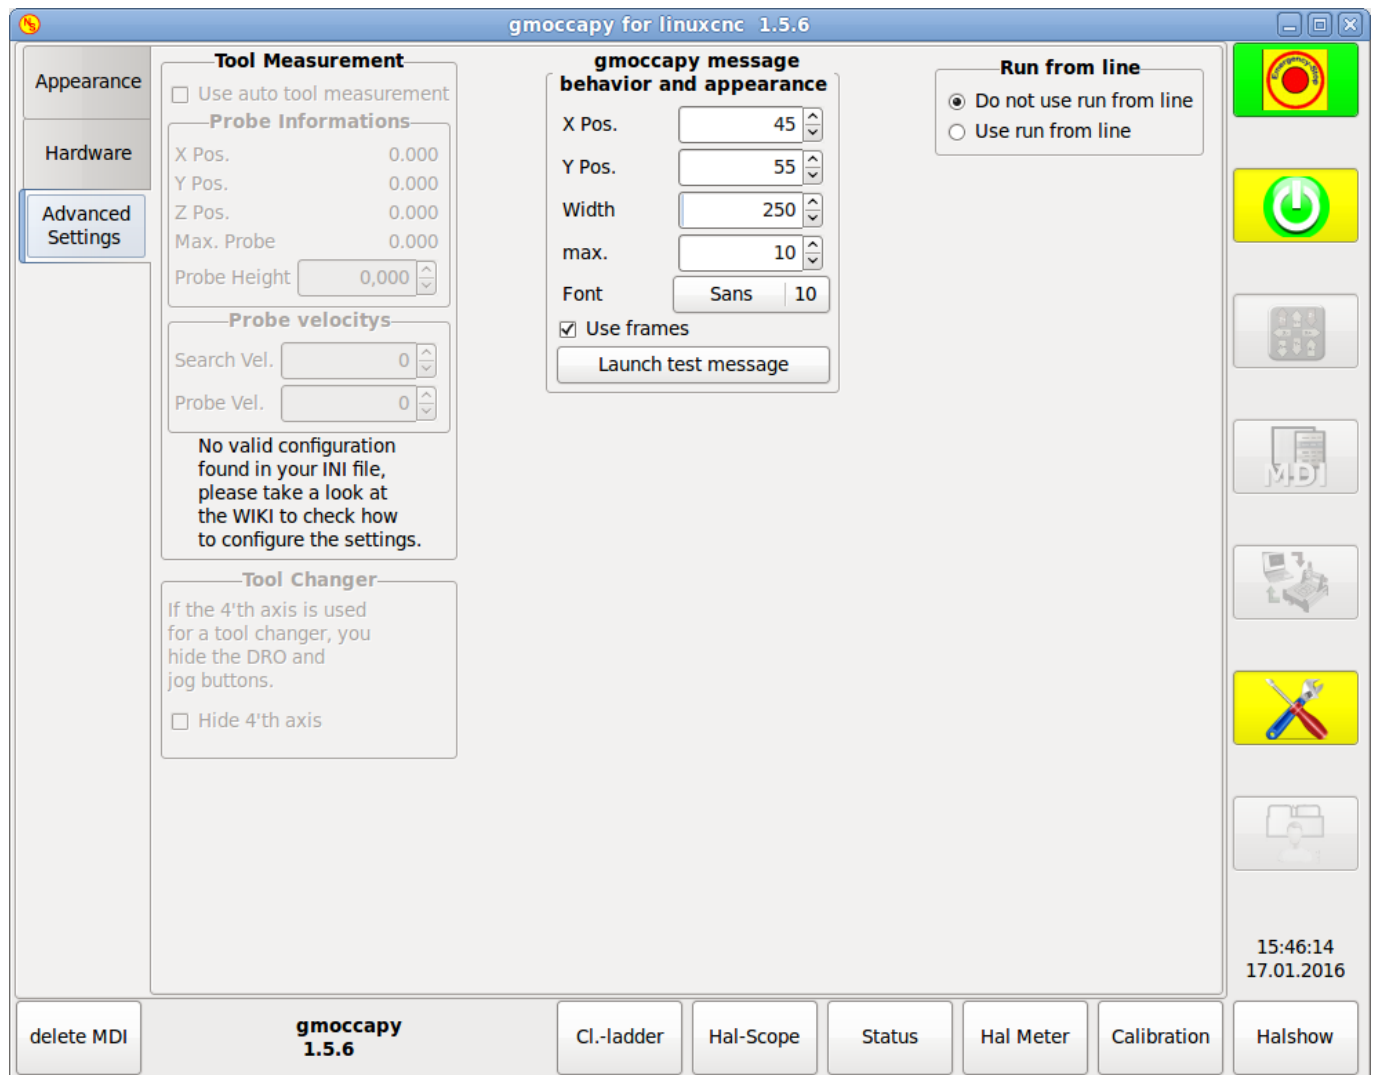 gmoccapy for linuxcnc 1.5.6
Appearance
Hardware
Advanced
Settings
Tool Measurement
Use auto tool measurement
Probe Informations
X Pos. 0.000
Y Pos. 0.000
Z Pos. 0.000
Max. Probe 0.000
Probe Height 0,000
Probe velocitys
Search Vel. 0
Probe Vel. 0
No valid configuration
found in your INI file,
please take a look at
the WIKI to check how
to configure the settings.
Tool Changer
If the 4'th axis is used
for a tool changer, you
hide the DRO and
jog buttons.
Hide 4'th axis
gmoccapy message
behavior and appearance
X Pos. 45
Y Pos. 55
Width 250
max. 10
Font Sans 10
Use frames
Launch test message
Run from line
Do not use run from line
Use run from line
Emergency-Stop
MDI
15:46:14
17.01.2016
delete MDI
gmoccapy
1.5.6
Cl.-ladder
Hal-Scope
Status
Hal Meter
Calibration
Halshow